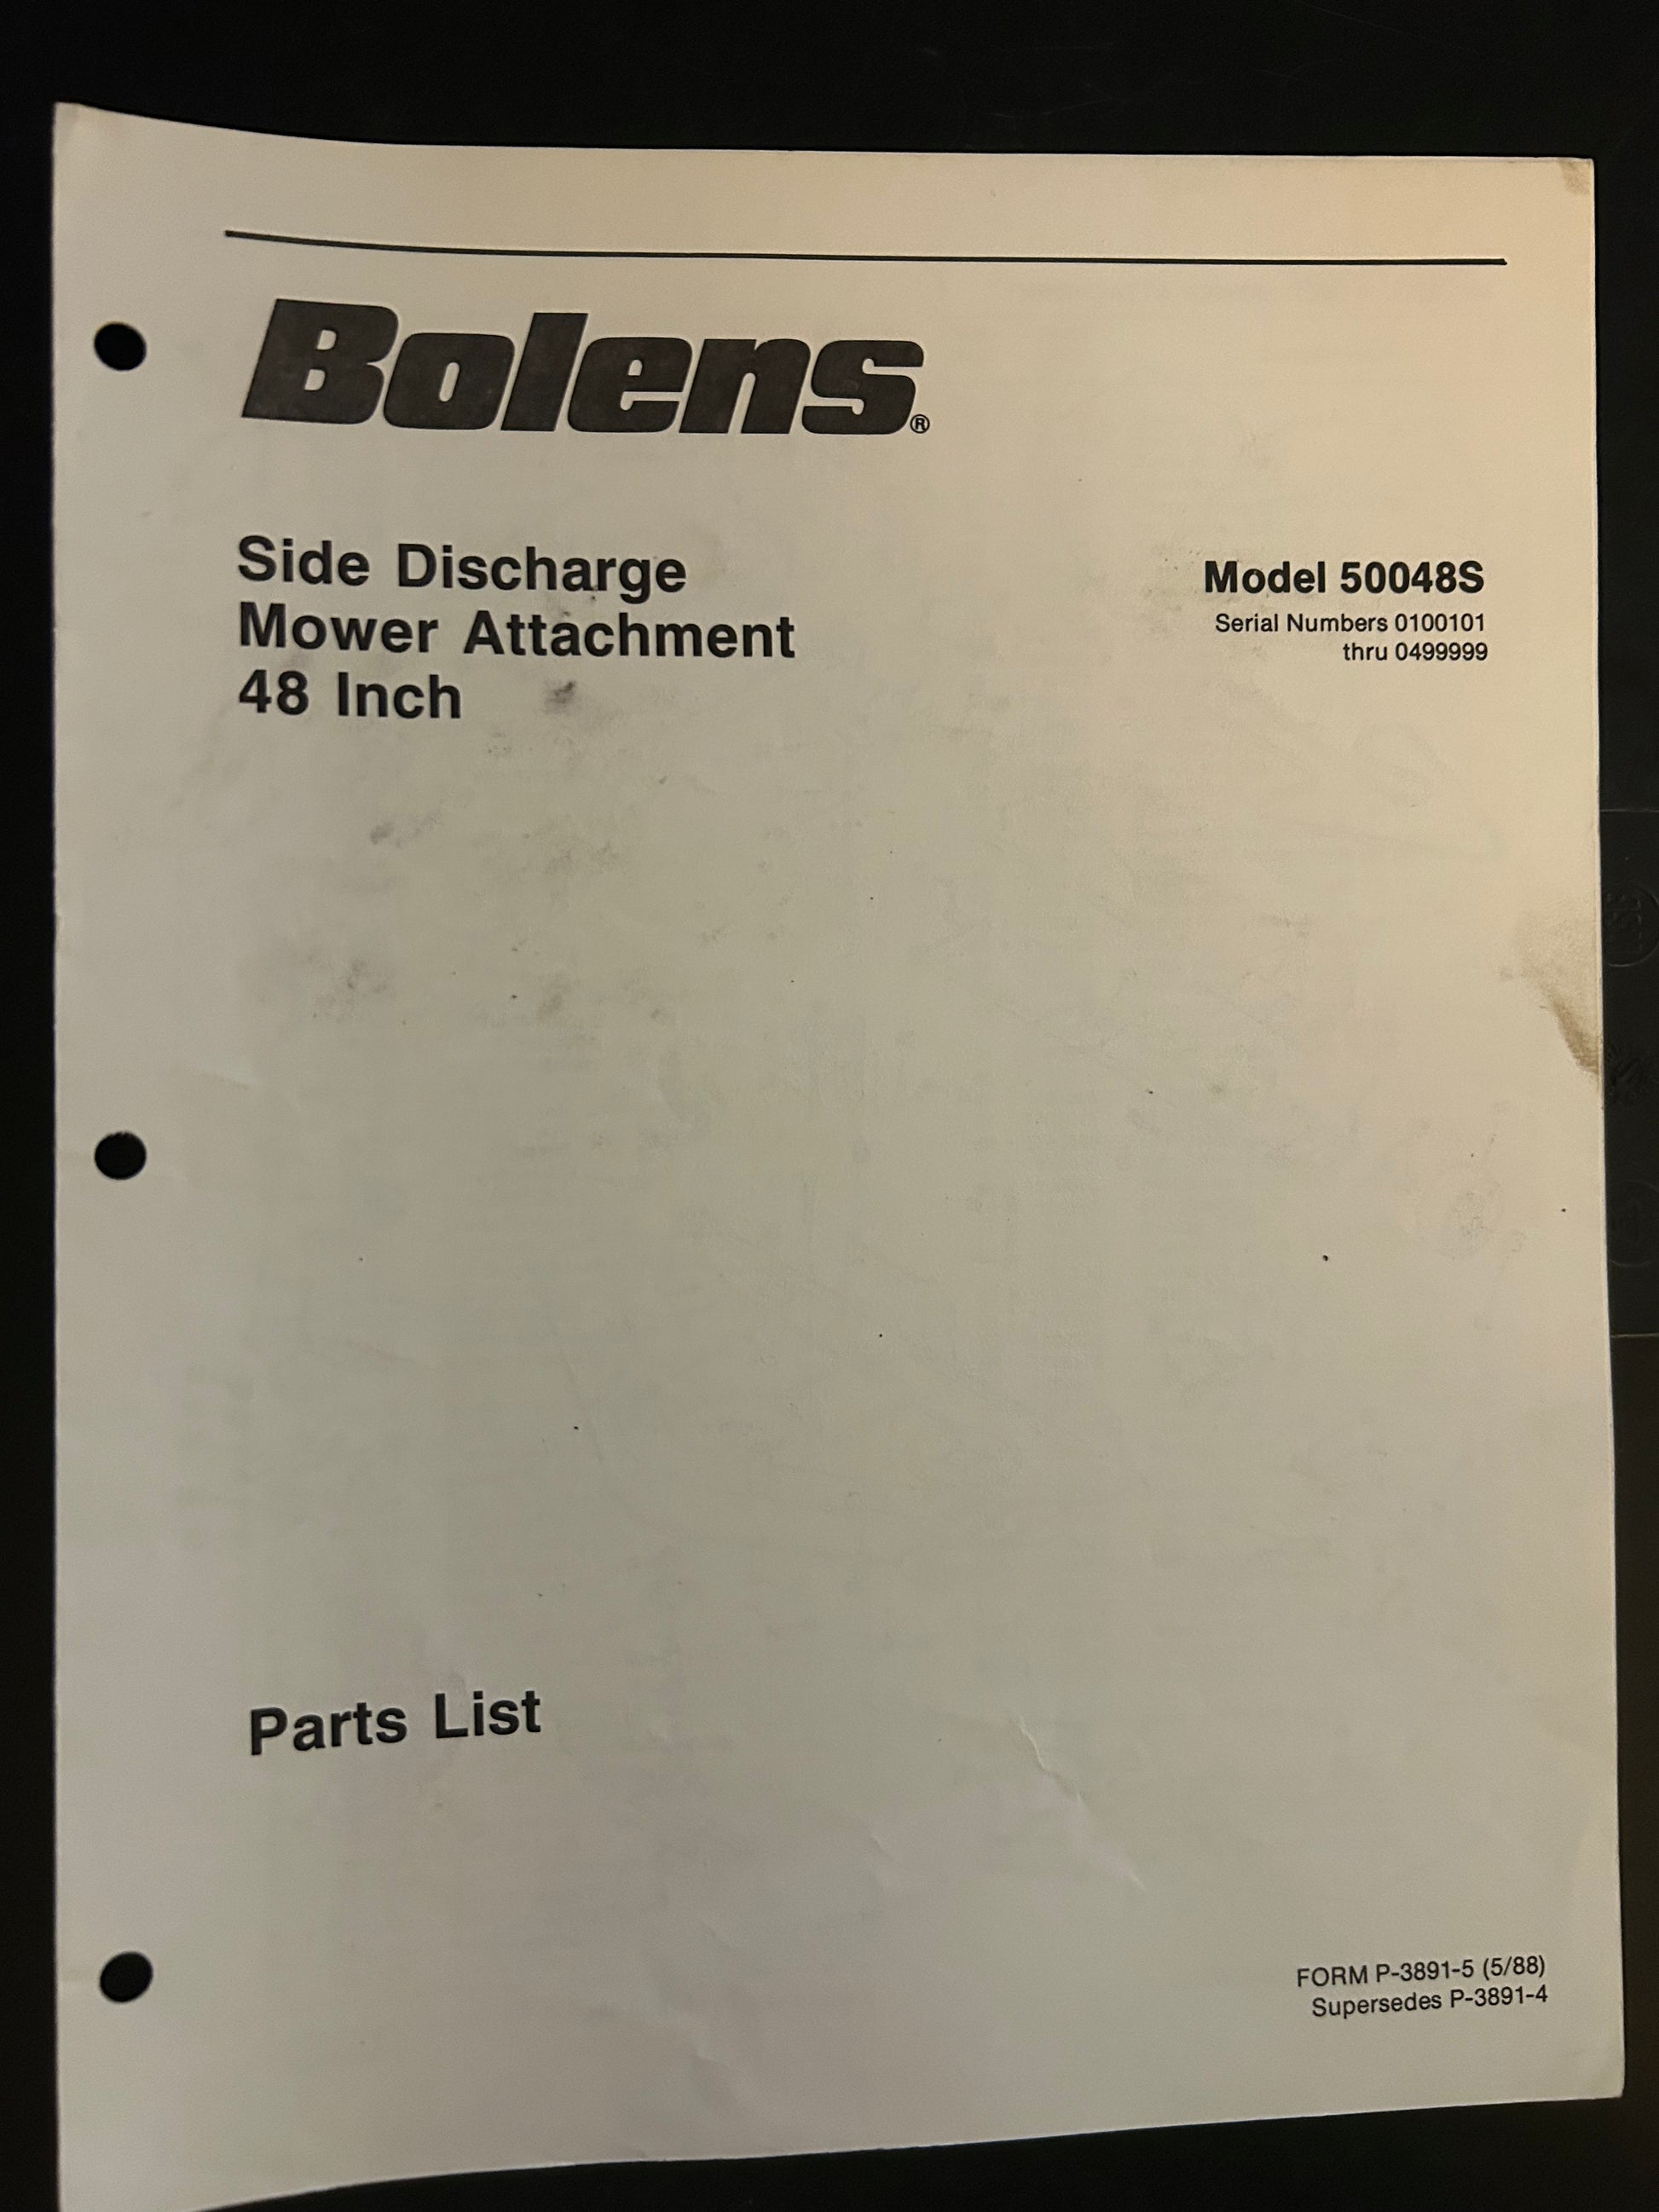 Bolens®
Side Discharge
Mower Attachment
48 Inch
Model 50048S
Serial Numbers 0100101
thru 0499999
Parts List
FORM P-3891-5 (5/88)
Supersedes P-3891-4